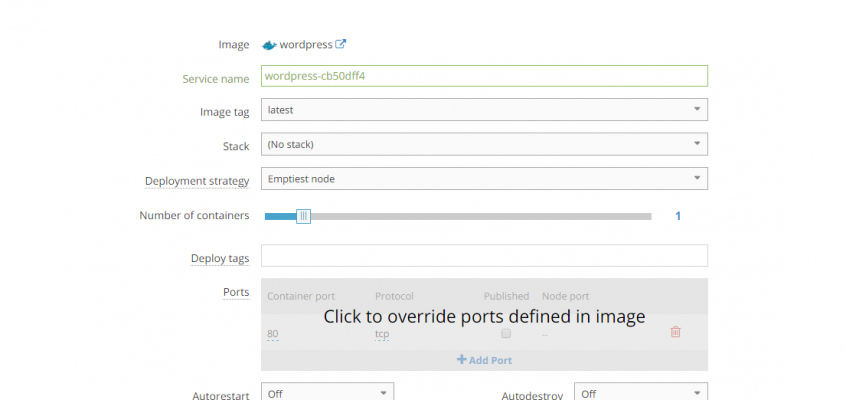 Image wordpress
Service name wordpress-cb50dff4
Image tag latest
Stack (No stack)
Deployment strategy Emptiest node
Number of containers 1
Deploy tags
Ports Container port Protocol Published Node port
Click to override ports defined in image
80 tcp --
Add Port
Autorestart Off Autodestroy Off